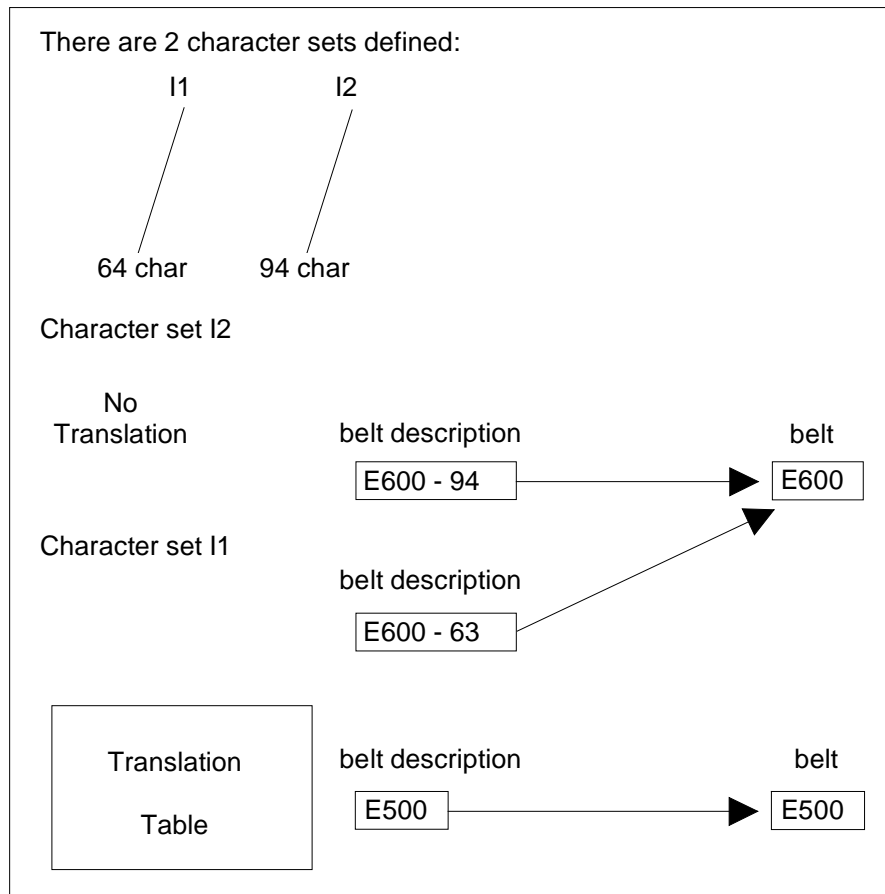 There are 2 character sets defined:
I1 I2
64 char 94 char
Character set I2
No
Translation
belt description belt
E600 - 94 E600
Character set I1
belt description
E600 - 63
Translation
Table
belt description belt
E500 E500